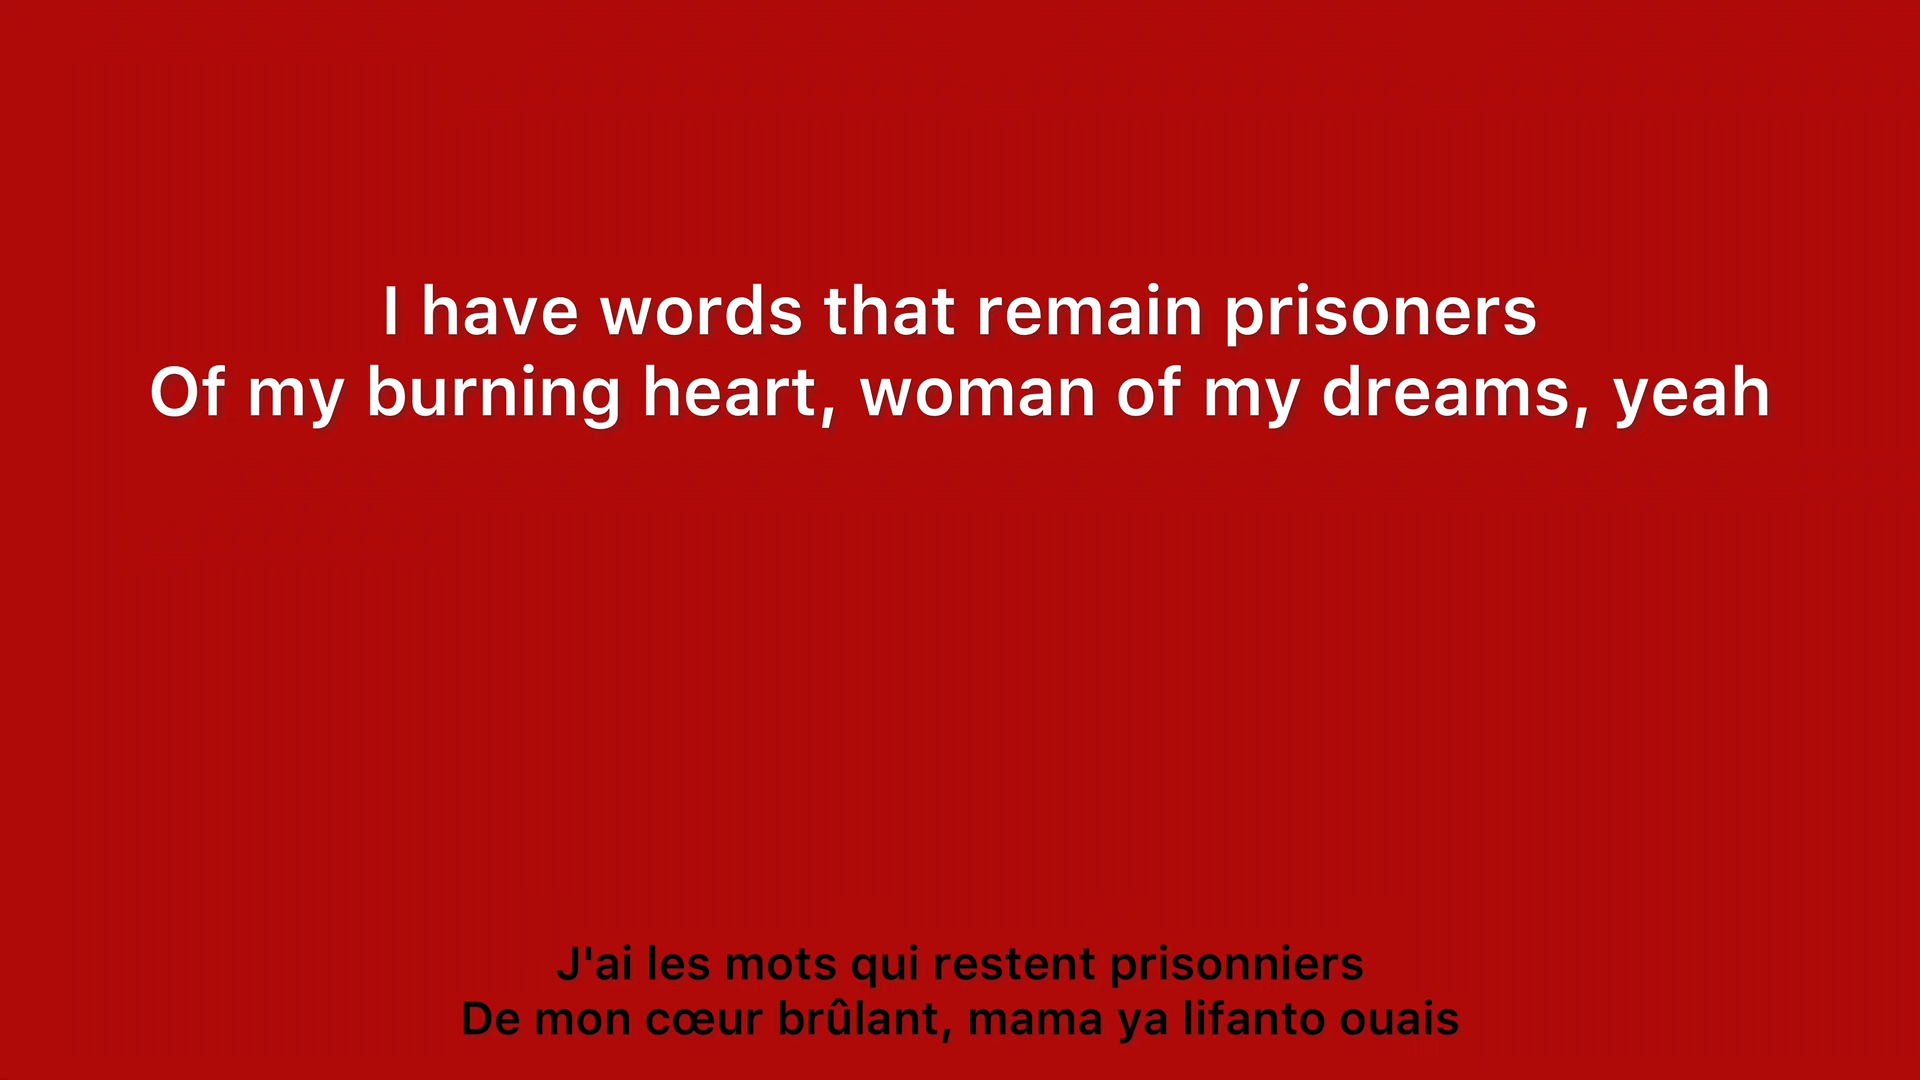 I have words that remain prisoners
Of my burning heart, woman of my dreams, yeah
J'ai les mots qui restent prisonniers
De mon cœur brûlant, mama ya lifanto ouais